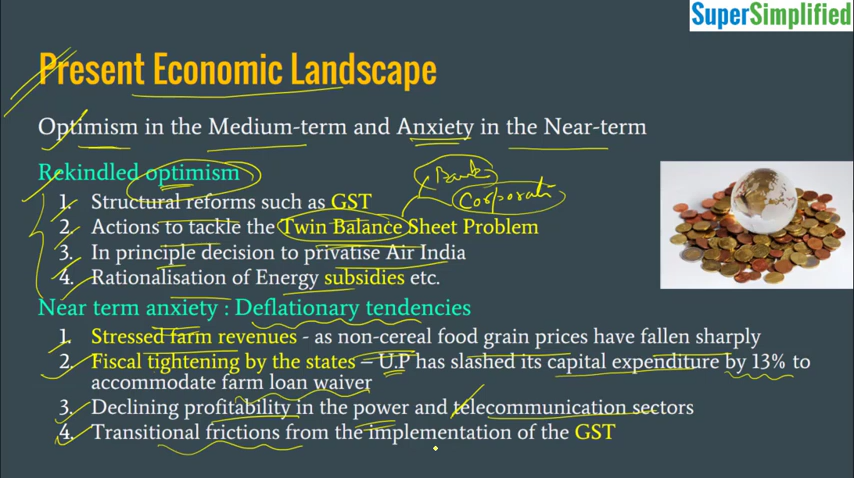 SuperSimplified
Present Economic Landscape
Optimism in the Medium-term and Anxiety in the Near-term
Rekindled optimism
Bank
Corporati
1. Structural reforms such as GST
2. Actions to tackle the Twin Balance Sheet Problem
3. In principle decision to privatise Air India
4. Rationalisation of Energy subsidies etc.
Near term anxiety : Deflationary tendencies
1. Stressed farm revenues - as non-cereal food grain prices have fallen sharply
2. Fiscal tightening by the states – U.P has slashed its capital expenditure by 13% to
accommodate farm loan waiver
3. Declining profitability in the power and telecommunication sectors
4. Transitional frictions from the implementation of the GST